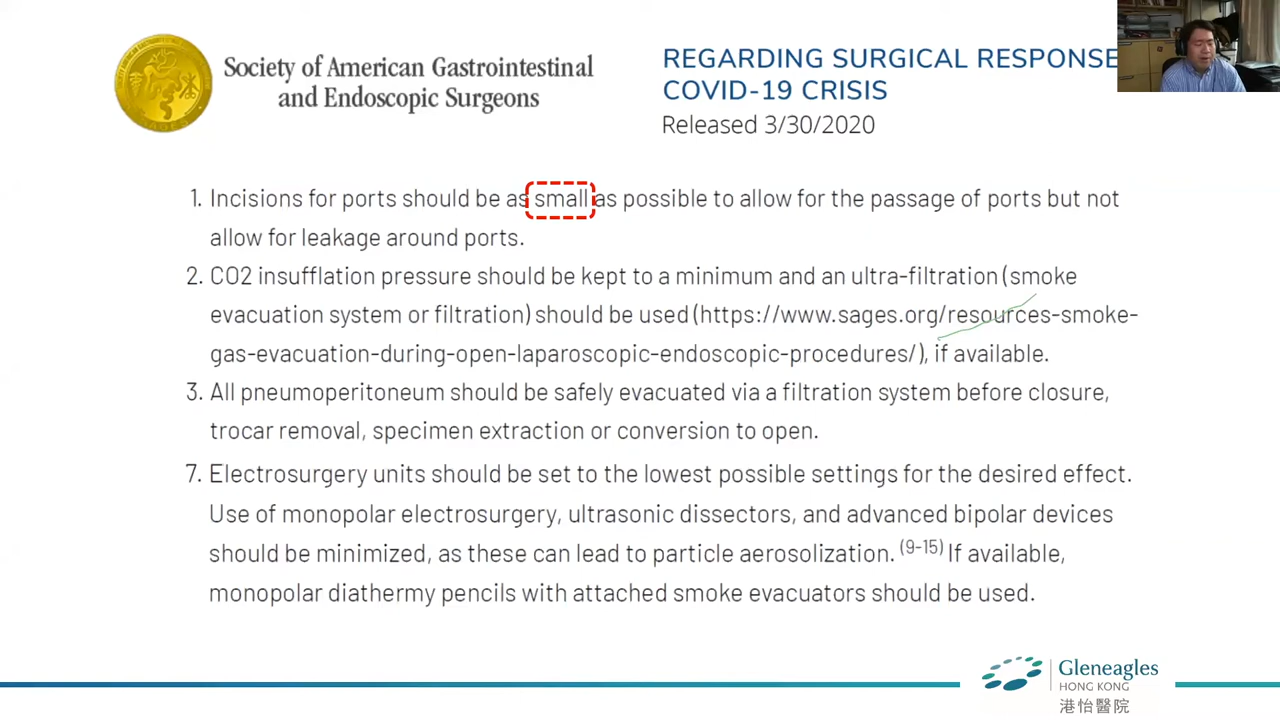 Society of American Gastrointestinal
and Endoscopic Surgeons
REGARDING SURGICAL RESPONSE
COVID-19 CRISIS
Released 3/30/2020
1. Incisions for ports should be as small as possible to allow for the passage of ports but not
allow for leakage around ports.
2. CO2 insufflation pressure should be kept to a minimum and an ultra-filtration (smoke
evacuation system or filtration) should be used (https://www.sages.org/resources-smoke-
gas-evacuation-during-open-laparoscopic-endoscopic-procedures/), if available.
3. All pneumoperitoneum should be safely evacuated via a filtration system before closure,
trocar removal, specimen extraction or conversion to open.
7. Electrosurgery units should be set to the lowest possible settings for the desired effect.
Use of monopolar electrosurgery, ultrasonic dissectors, and advanced bipolar devices
should be minimized, as these can lead to particle aerosolization. (9-15) If available,
monopolar diathermy pencils with attached smoke evacuators should be used.
Gleneagles
HONG KONG
港怡醫院